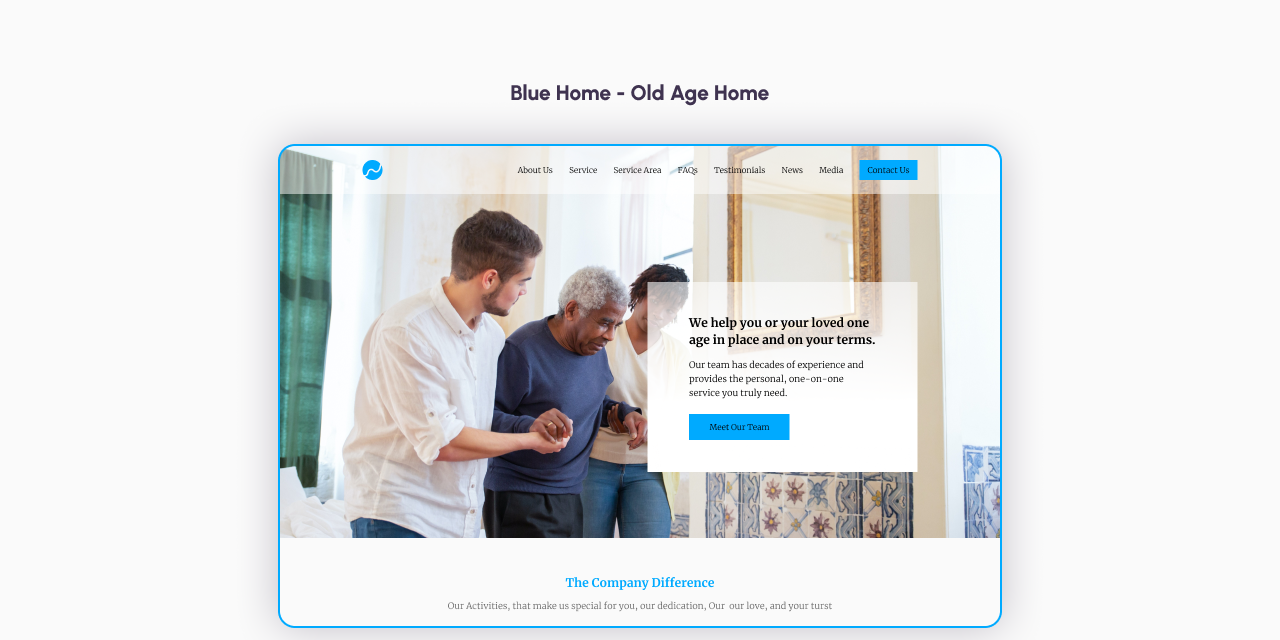 Blue Home - Old Age Home
About Us Service Service Area FAQs Testimonials News Media Contact Us
We help you or your loved one
age in place and on your terms.
Our team has decades of experience and
provides the personal, one-on-one
service you truly need.
Meet Our Team
The Company Difference
Our Activities, that make us special for you, our dedication, Our our love, and your turst